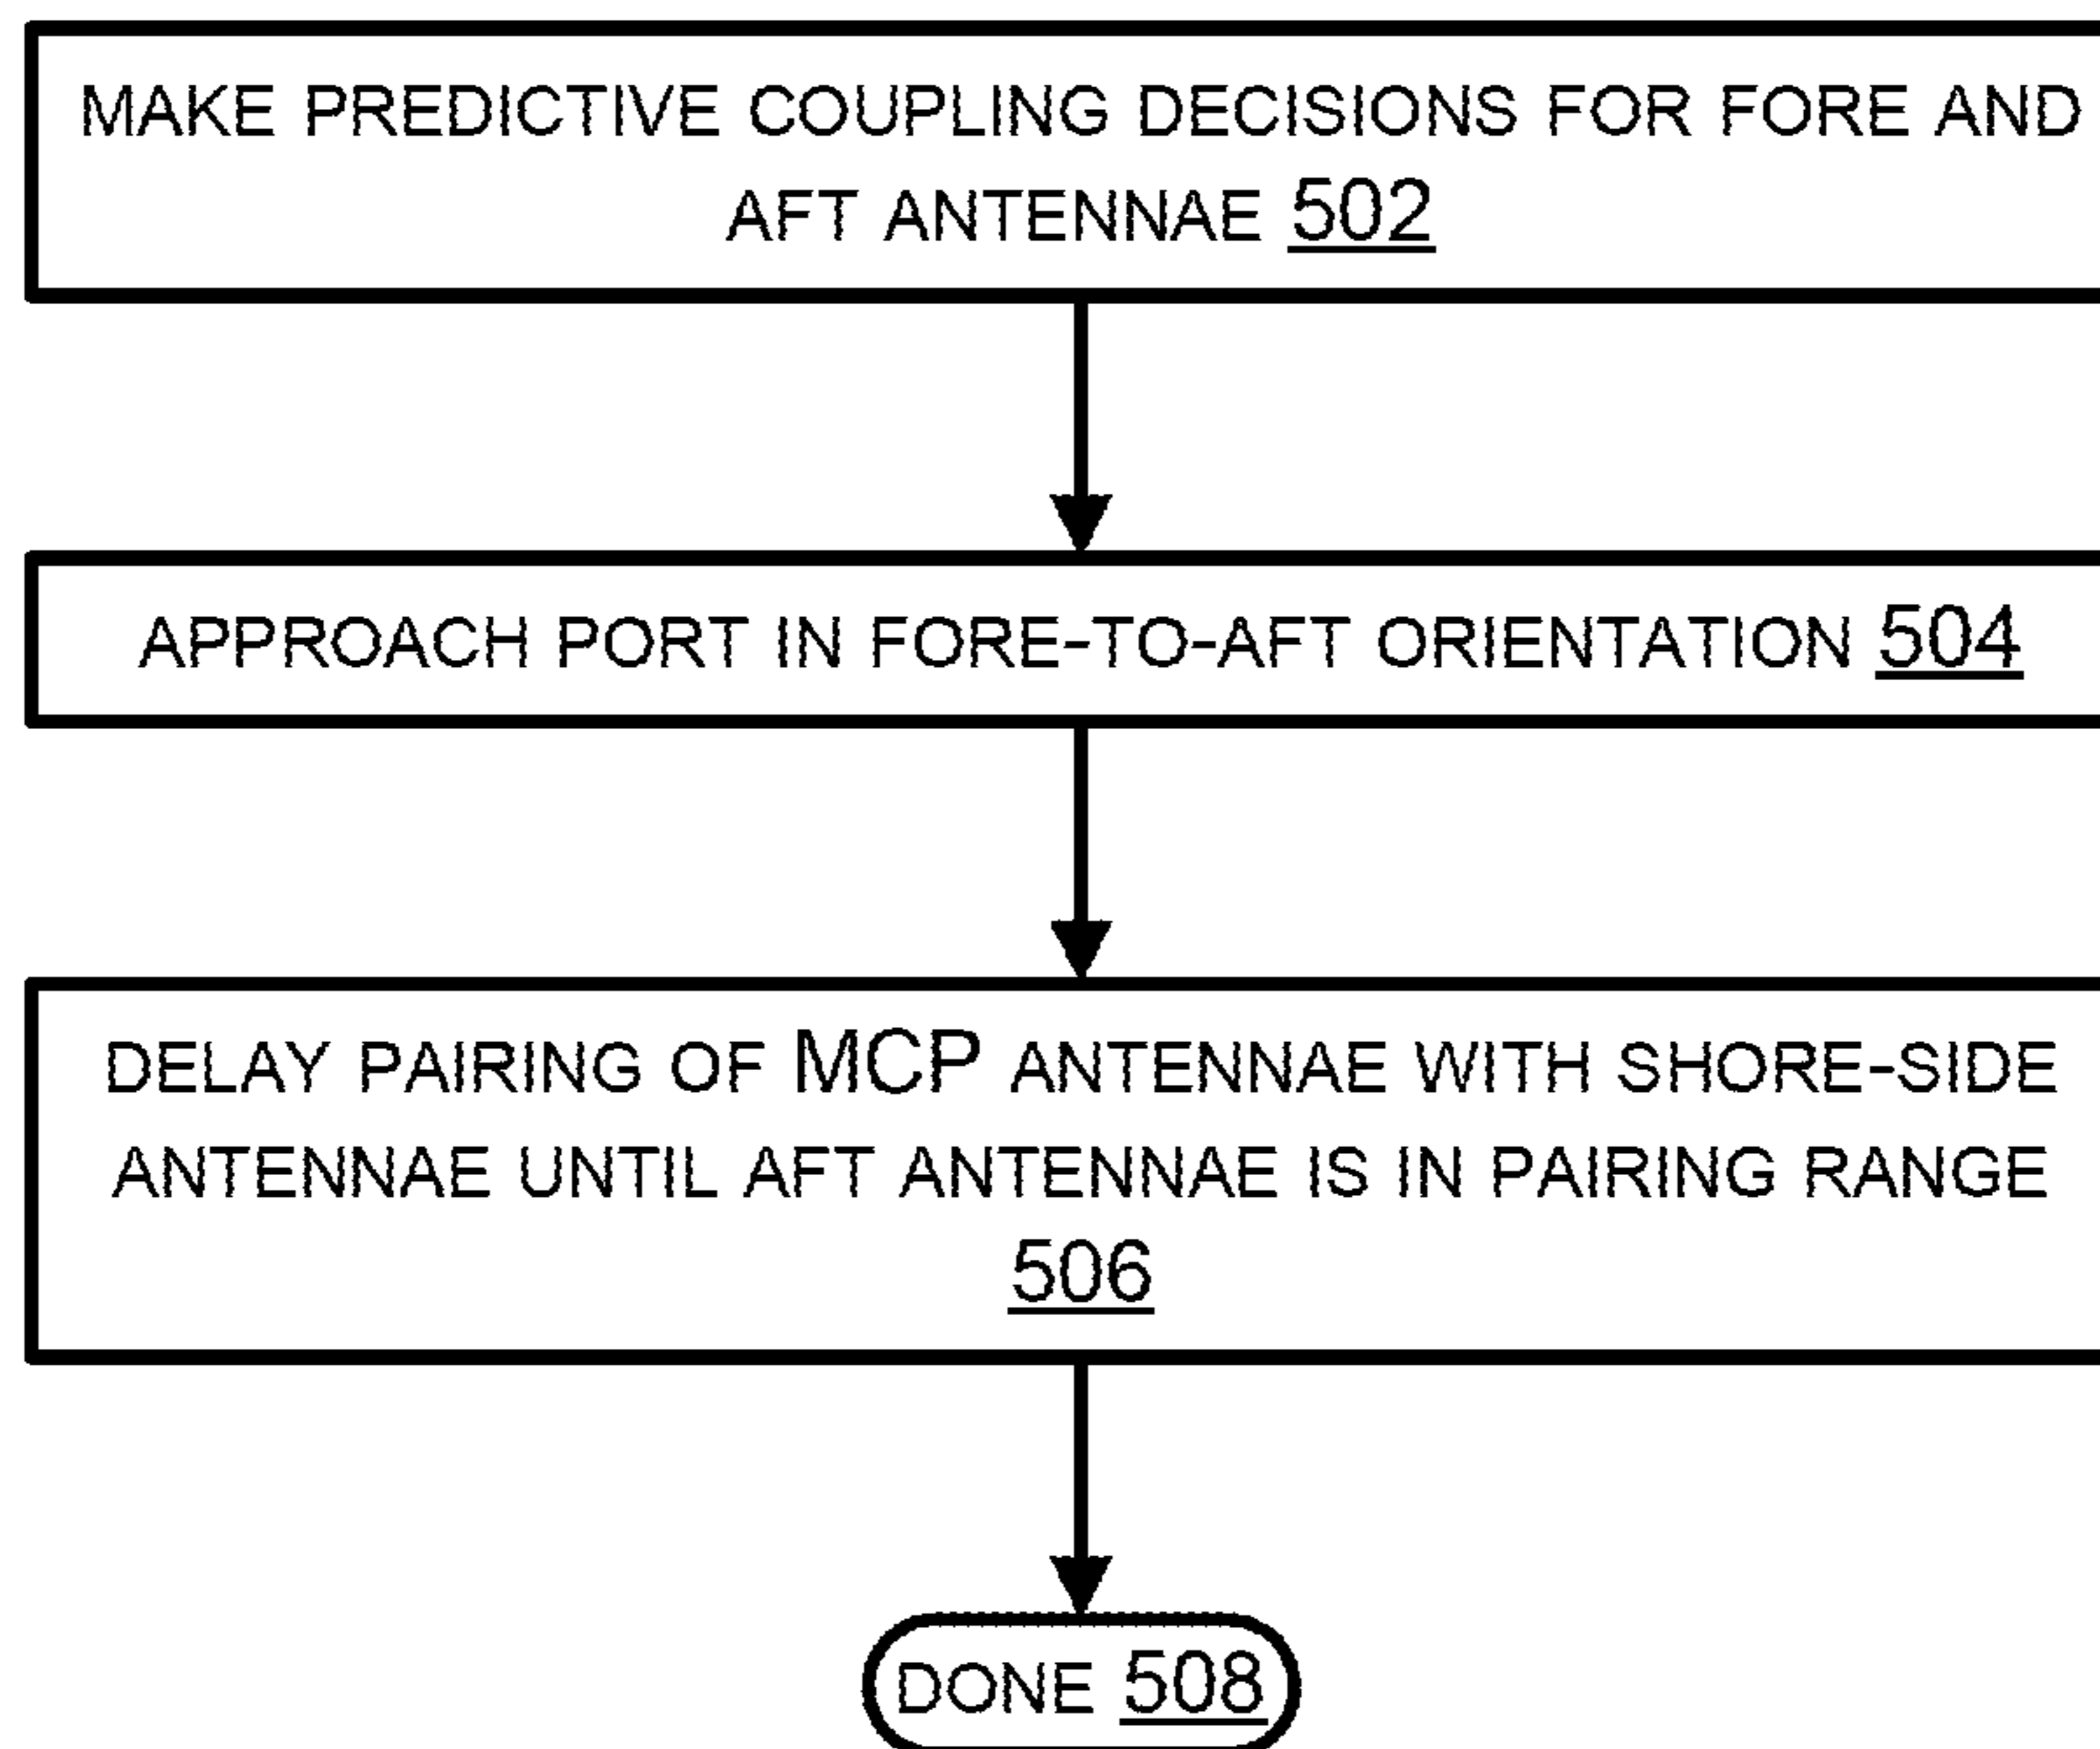 MAKE PREDICTIVE COUPLING DECISIONS FOR FORE AND
AFT ANTENNAE 502
APPROACH PORT IN FORE-TO-AFT ORIENTATION 504
DELAY PAIRING OF MCP ANTENNAE WITH SHORE-SIDE
ANTENNAE UNTIL AFT ANTENNAE IS IN PAIRING RANGE
506
DONE 508